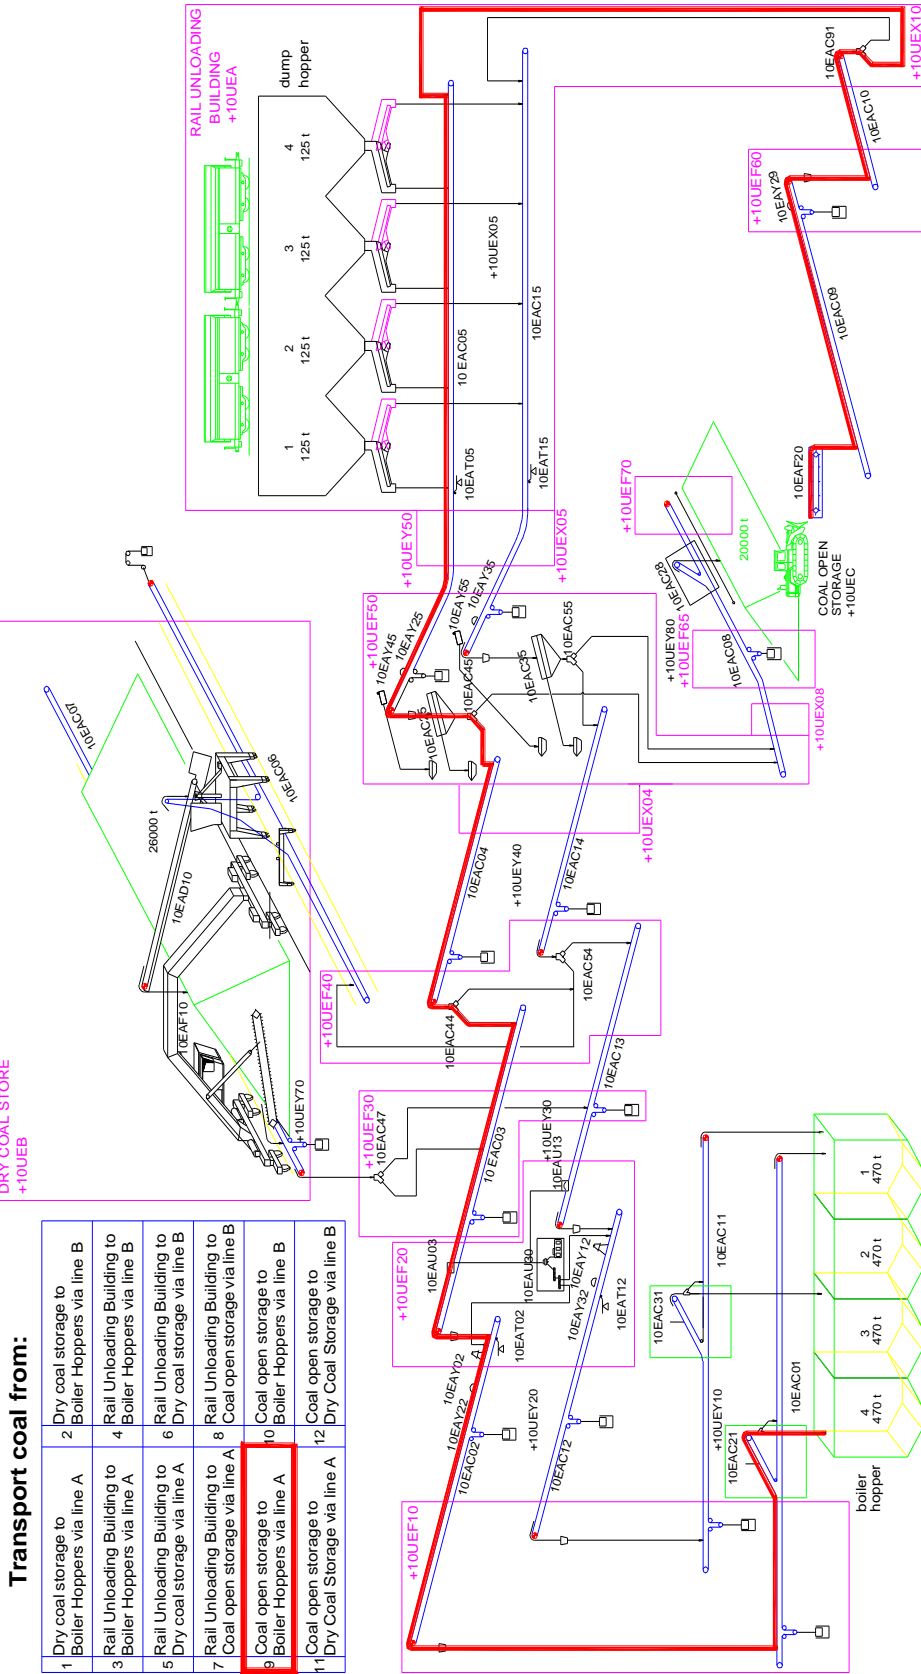 Transport coal from:
1 Dry coal storage to
Boiler Hoppers via line A
2 Dry coal storage to
Boiler Hoppers via line B
3 Rail Unloading Building to
Boiler Hoppers via line A
4 Rail Unloading Building to
Boiler Hoppers via line B
5 Rail Unloading Building to
Dry coal storage via line A
6 Rail Unloading Building to
Dry coal storage via line B
7 Rail Unloading Building to
Coal open storage via line A
8 Rail Unloading Building to
Coal open storage via line B
9 Coal open storage to
Boiler Hoppers via line A
10 Coal open storage to
Boiler Hoppers via line B
11 Coal open storage to
Dry Coal Storage via line A
12 Coal open storage to
Dry Coal Storage via line B
DRY COAL STORE
+10UEB
10EAC07
26000 t
10EAD10
10EAC06
10EAF10
+10UEY70
RAIL UNLOADING
BUILDING
+10UEA
dump
hopper
1
125 t
2
125 t
3
125 t
4
125 t
10 EAC05
+10UEX05
10EAC15
10EAT05
10EAT15
+10UEY50
+10UEX05
+10UEF50
10EAY45
10EAY25
10EAY55
10EAY35
10EAC45
10EAC25
10EAC35
10EAC55
+10UEX04
+10UEX08
+10UEY80
+10UEF65
10EAC08
10EAC28
+10UEF70
20000 t
COAL OPEN
STORAGE
+10UEC
10EAF20
10EAC09
10EAY29
+10UEF60
10EAC10
10EAC91
+10UEX10
10EAC04
+10UEY40
10EAC14
+10UEF40
10EAC44
10EAC54
10EAC13
+10UEF30
10EAC47
10 EAC03
+10UEY30
10EAU13
+10UEF20
10EAU03
10EAU30
10EAY12
10EAY32
10EAT12
10EAT02
10EAY02
10EAY22
10EAC02
+10UEY20
10EAC12
+10UEF10
10EAC11
10EAC31
10EAC01
+10UEY10
10EAC21
boiler
hopper
4
470 t
3
470 t
2
470 t
1
470 t